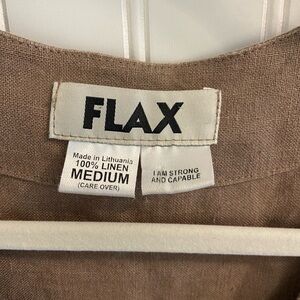 FLAX
Made in Lithuania
100% LINEN
MEDIUM
(CARE OVER)
I AM STRONG
AND CAPABLE